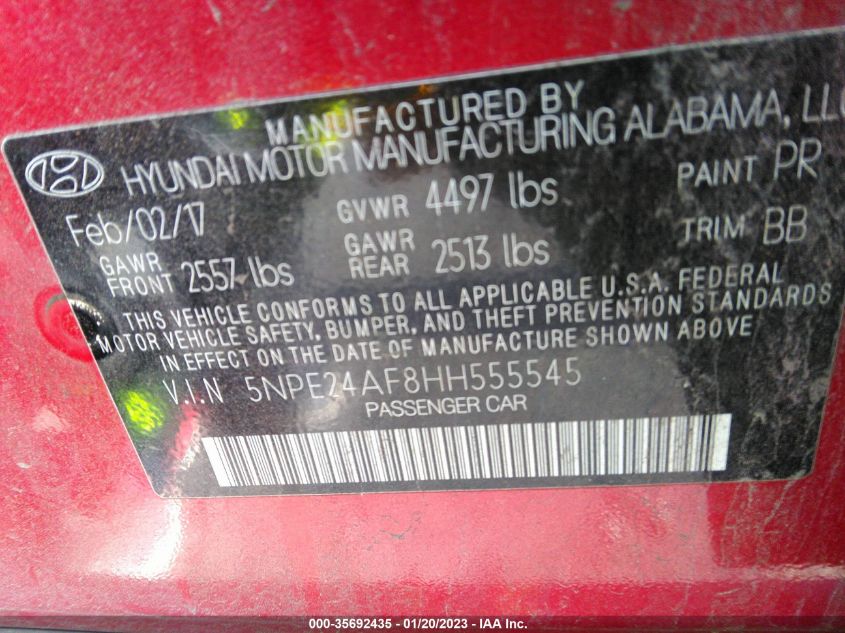 MANUFACTURED BY
HYUNDAI MOTOR MANUFACTURING ALABAMA, LLC
Feb/02/17 GVWR 4497 lbs PAINT PR
GAWR FRONT 2557 lbs GAWR REAR 2513 lbs TRIM BB
THIS VEHICLE CONFORMS TO ALL APPLICABLE U.S.A. FEDERAL
MOTOR VEHICLE SAFETY, BUMPER, AND THEFT PREVENTION STANDARDS
IN EFFECT ON THE DATE OF MANUFACTURE SHOWN ABOVE
V.I.N 5NPE24AF8HH555545
PASSENGER CAR
000-35692435 - 01/20/2023 - IAA Inc.